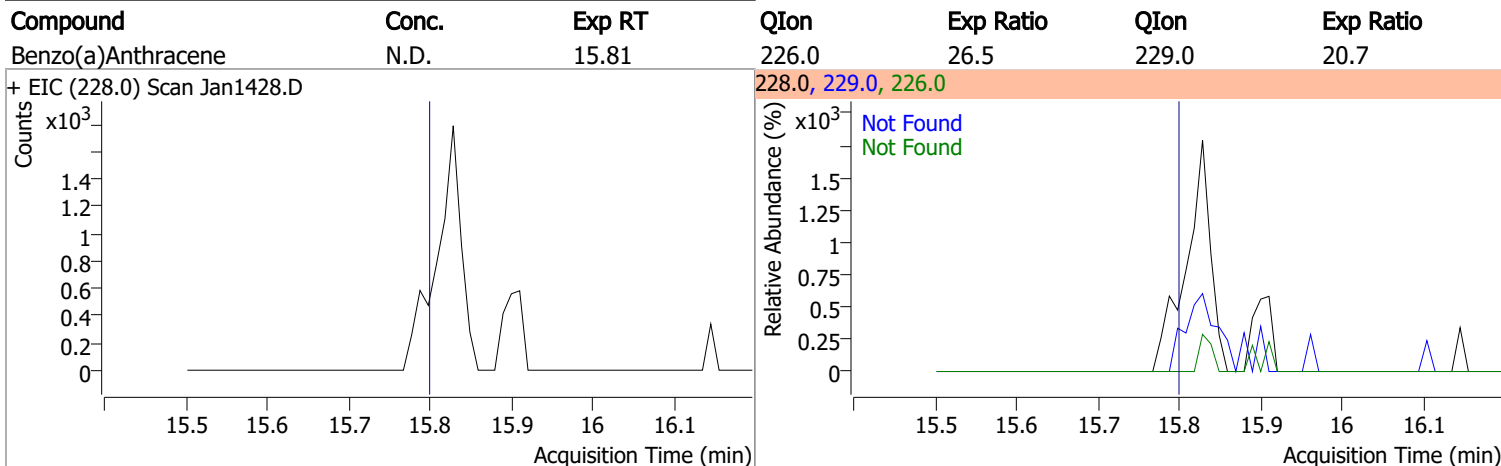 Compound Conc. Exp RT QIon Exp Ratio QIon Exp Ratio
Benzo(a)Anthracene N.D. 15.81 226.0 26.5 229.0 20.7
+ EIC (228.0) Scan Jan1428.D
Counts
x10³
1.4
1.2
1
0.8
0.6
0.4
0.2
0
15.5 15.6 15.7 15.8 15.9 16 16.1
Acquisition Time (min)
228.0, 229.0, 226.0
Relative Abundance (%)
x10³
Not Found
Not Found
1.5
1.25
1
0.75
0.5
0.25
0
15.5 15.6 15.7 15.8 15.9 16 16.1
Acquisition Time (min)